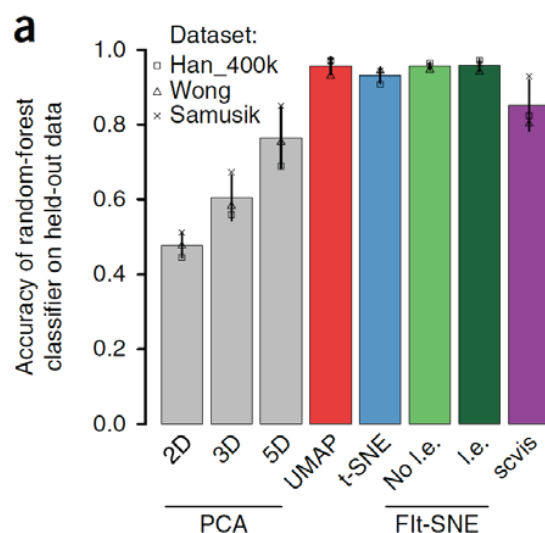 a
Dataset:
Han_400k
Wong
Samusik
Accuracy of random-forest
classifier on held-out data
1.0
0.8
0.6
0.4
0.2
0.0
2D
3D
5D
UMAP
t-SNE
No l.e.
l.e.
scvis
PCA
FIt-SNE